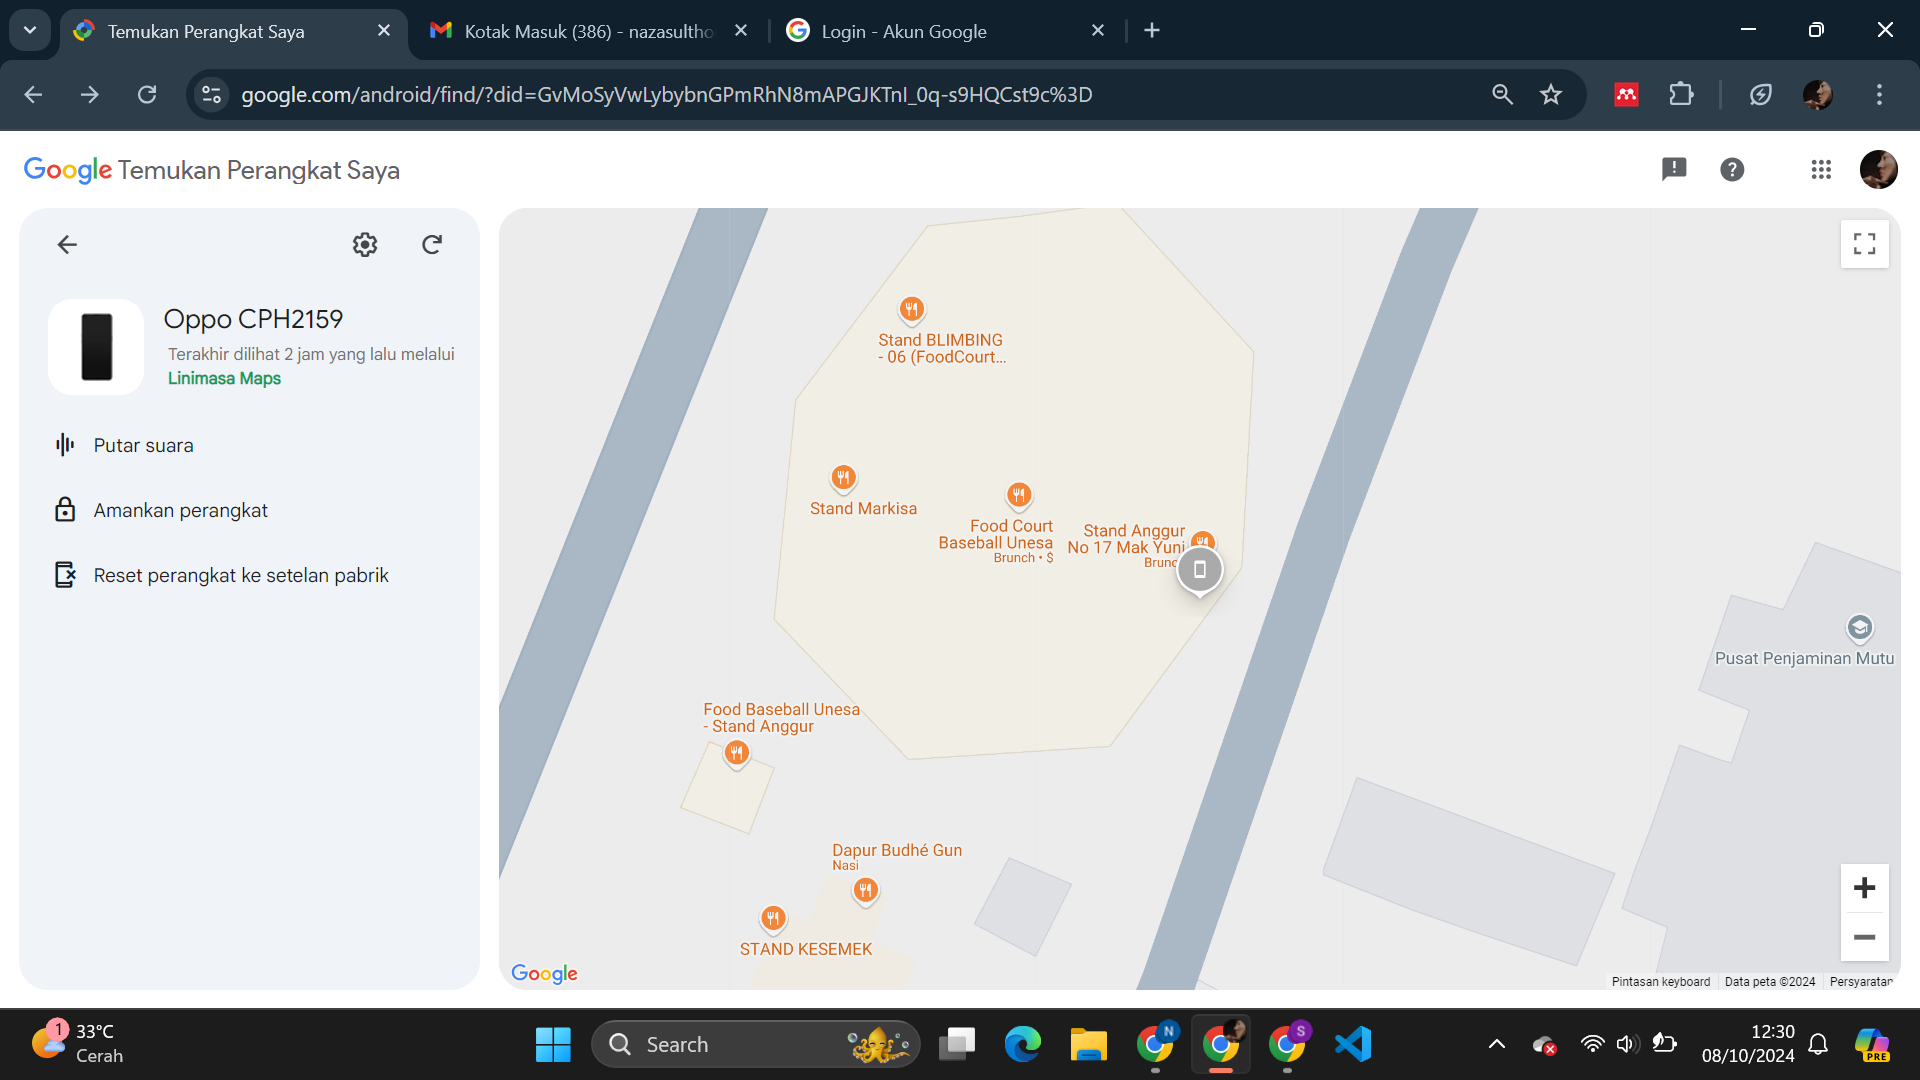 Temukan Perangkat Saya
Kotak Masuk (386) - nazasultho
Login - Akun Google
google.com/android/find/?did=GvMoSyVwLybybnGPmRhN8mAPGJKTnI_0q-s9HQCst9c%3D
Google Temukan Perangkat Saya
Oppo CPH2159
Terakhir dilihat 2 jam yang lalu melalui
Linimasa Maps
Putar suara
Amankan perangkat
Reset perangkat ke setelan pabrik
Stand BLIMBING
- 06 (FoodCourt...
Stand Markisa
Food Court
Baseball Unesa
Brunch • $
Stand Anggur
No 17 Mak Yuni
Brunc
Pusat Penjaminan Mutu
Food Baseball Unesa
- Stand Anggur
Dapur Budhé Gun
Nasi
STAND KESEMEK
Google
Pintasan keyboard
Data peta ©2024
Persyaratan
1
33°C
Cerah
Search
N
S
12:30
08/10/2024
PRE